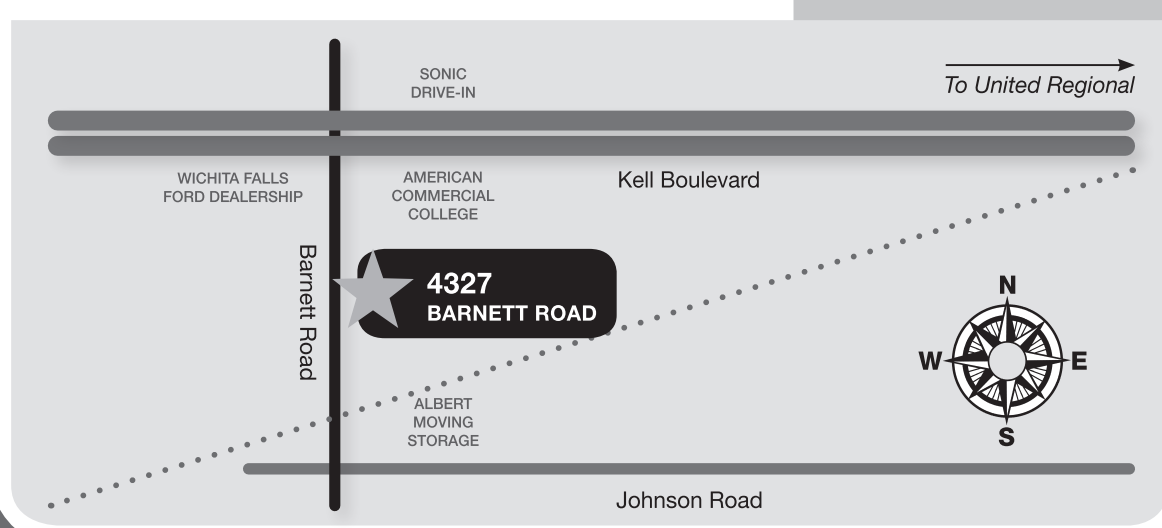 SONIC
DRIVE-IN
To United Regional
WICHITA FALLS
FORD DEALERSHIP
AMERICAN
COMMERCIAL
COLLEGE
Kell Boulevard
Barnett Road
4327
BARNETT ROAD
N
W
E
S
ALBERT
MOVING
STORAGE
Johnson Road